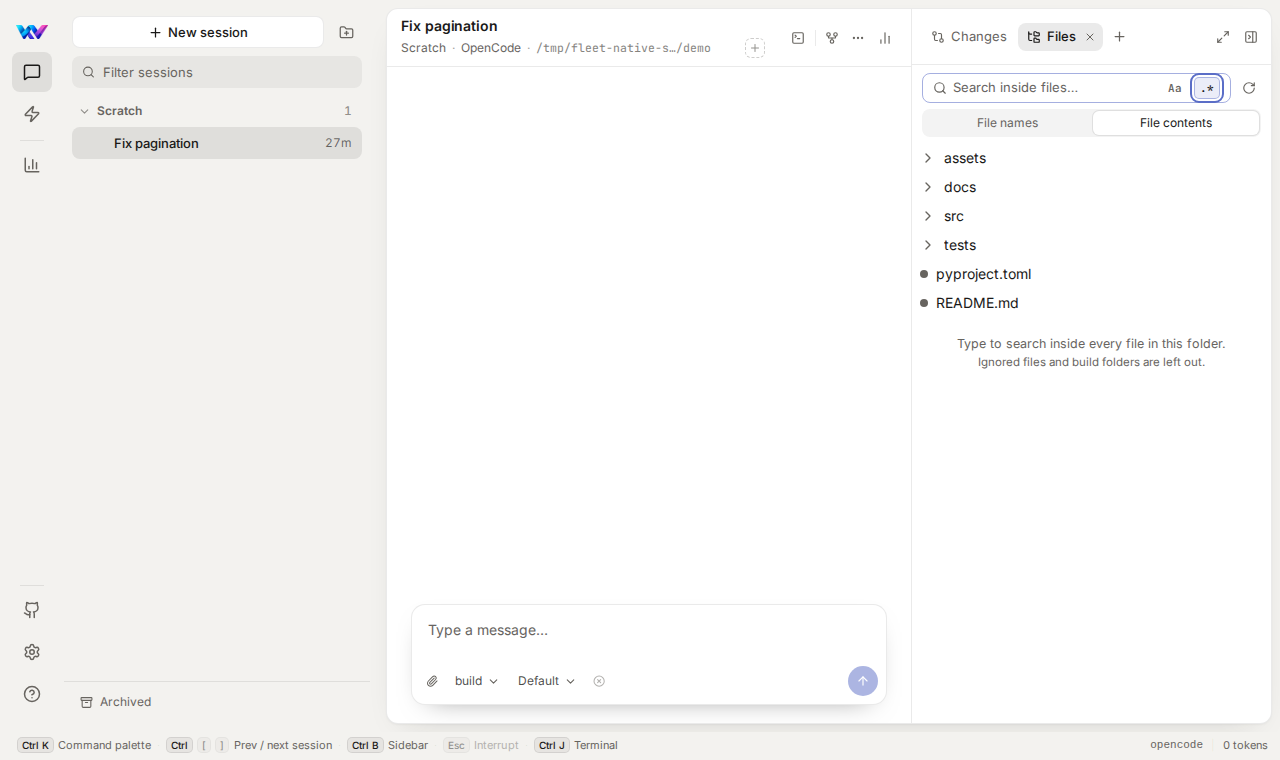 New session
Filter sessions
Scratch 1
Fix pagination 27m
Archived
Fix pagination
Scratch · OpenCode · /tmp/fleet-native-s…/demo
Type a message...
build
Default
Changes
Files
Search inside files...
Aa
.*
File names
File contents
assets
docs
src
tests
pyproject.toml
README.md
Type to search inside every file in this folder.
Ignored files and build folders are left out.
Ctrl K Command palette Ctrl [ ] Prev / next session Ctrl B Sidebar Esc Interrupt Ctrl J Terminal
opencode 0 tokens